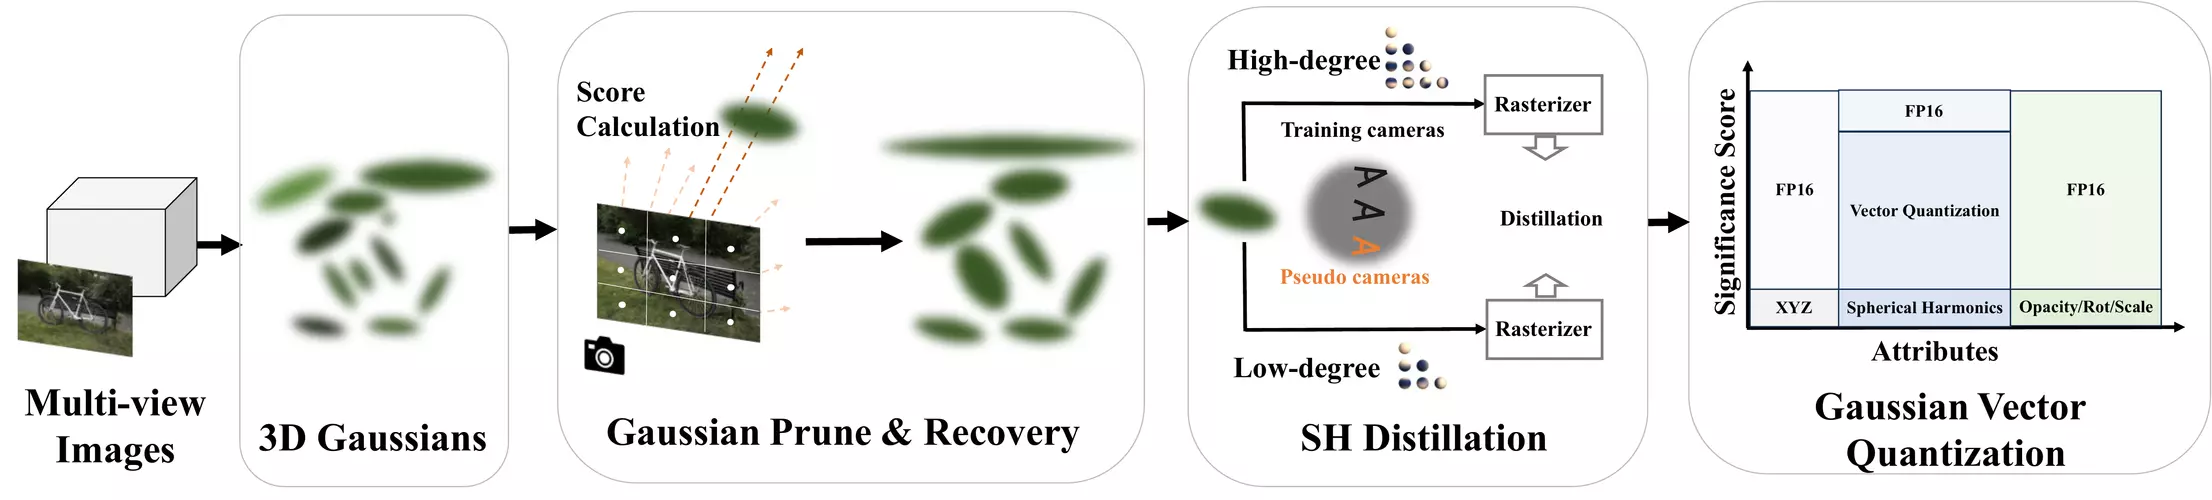 Multi-view
Images
3D Gaussians
Score
Calculation
Gaussian Prune & Recovery
High-degree
Rasterizer
Training cameras
A
A
A
Distillation
Pseudo cameras
Rasterizer
Low-degree
SH Distillation
Significance Score
FP16
FP16
Vector Quantization
FP16
XYZ
Spherical Harmonics
Opacity/Rot/Scale
Attributes
Gaussian Vector
Quantization